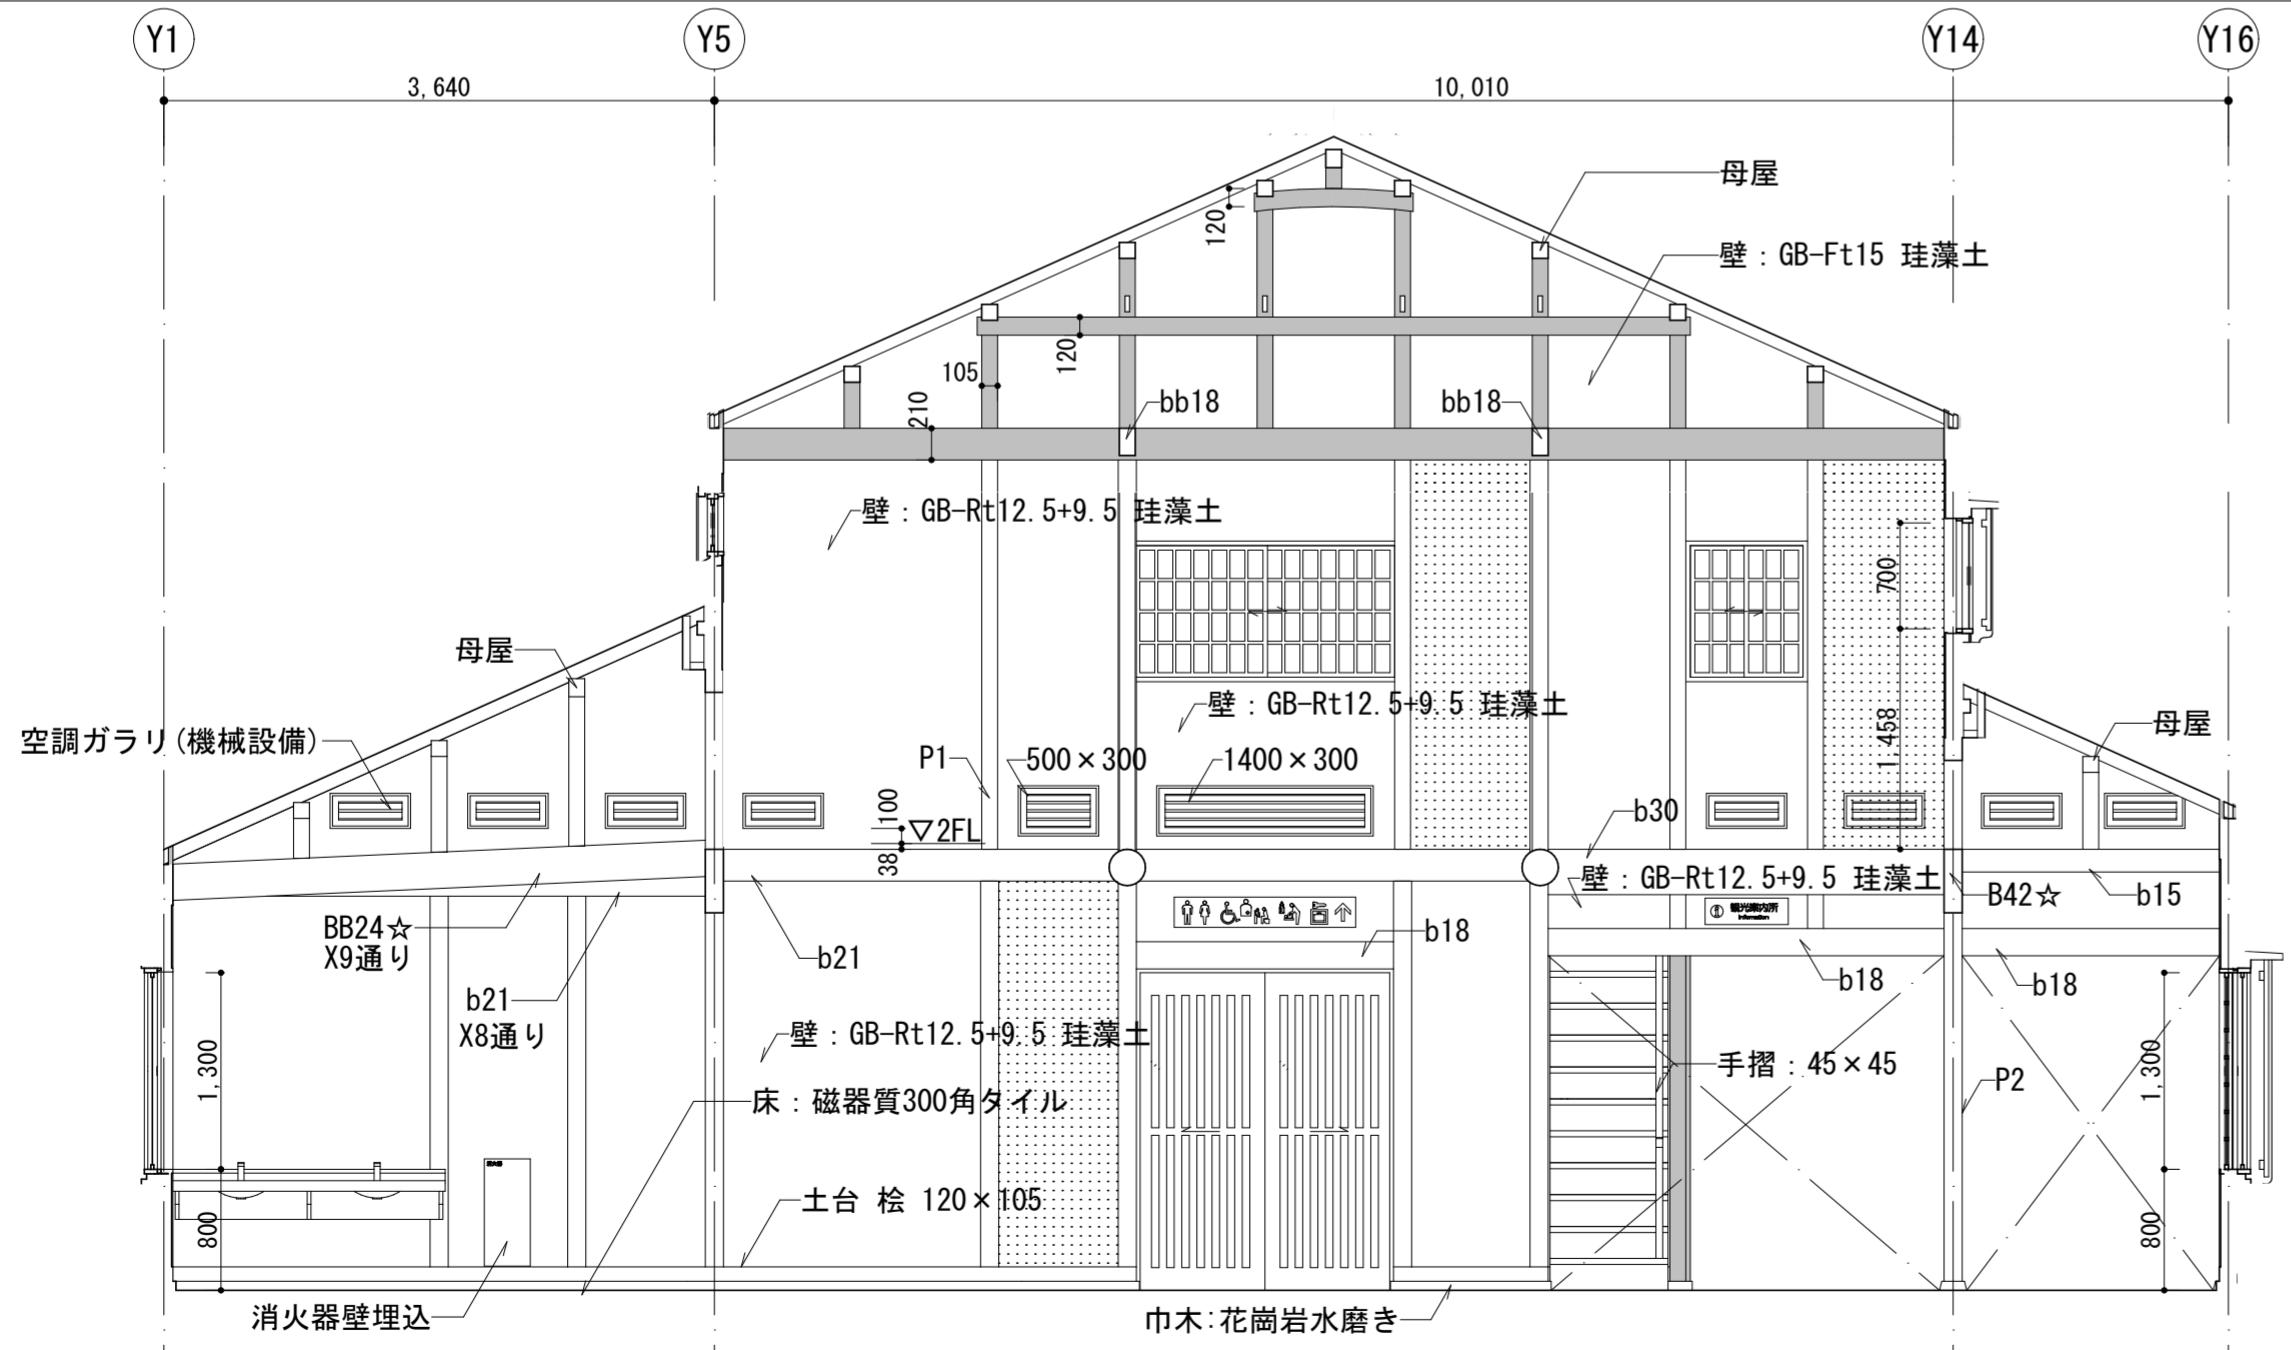 Y1
Y5
Y14
Y16
3,640
10,010
母屋
120
壁：GB-Ft15 珪藻土
120
105
210
bb18
bb18
壁：GB-Rt12.5+9.5 珪藻土
700
母屋
壁：GB-Rt12.5+9.5 珪藻土
1,458
母屋
空調ガラリ(機械設備)
P1
500×300
1400×300
100
▽2FL
38
b30
壁：GB-Rt12.5+9.5 珪藻土
B42☆
b15
観光案内所
Information
BB24☆
X9通り
b21
b18
b18
b18
b21
X8通り
壁：GB-Rt12.5+9.5 珪藻土
1,300
手摺：45×45
P2
1,300
床：磁器質300角タイル
土台 桧 120×105
800
800
消火器壁埋込
巾木:花崗岩水磨き